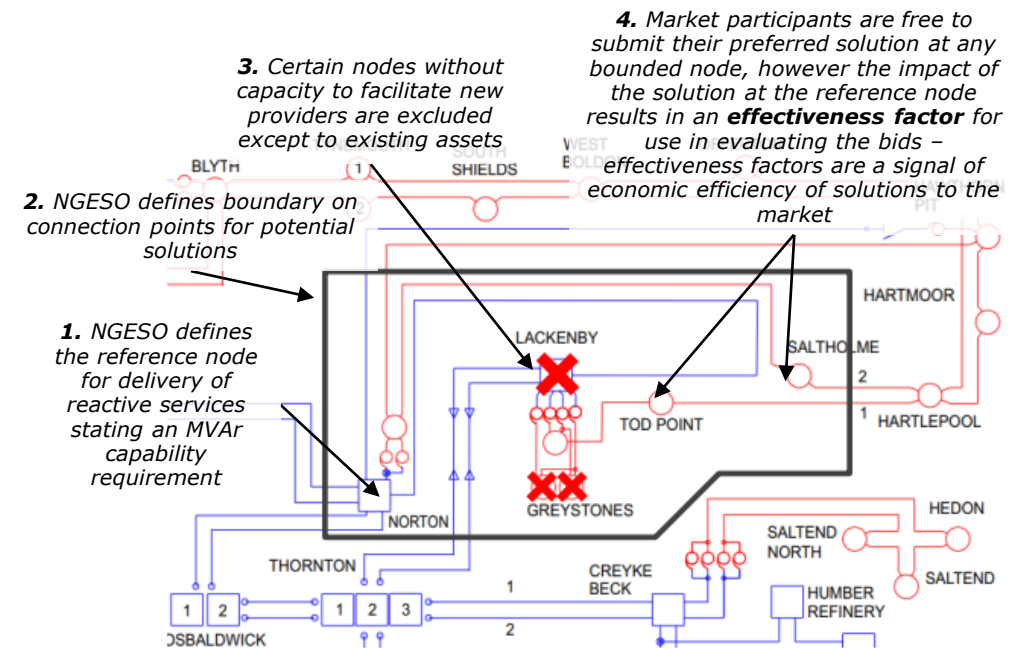 4. Market participants are free to
submit their preferred solution at any
bounded node, however the impact of
the solution at the reference node
results in an effectiveness factor for
use in evaluating the bids –
effectiveness factors are a signal of
economic efficiency of solutions to the
market
3. Certain nodes without
capacity to facilitate new
providers are excluded
except to existing assets
BLYTH
1
SOUTH
SHIELDS
WEST
BOLDON
2
PIT
2. NGESO defines boundary on
connection points for potential
solutions
HARTMOOR
1. NGESO defines
the reference node
for delivery of
reactive services
stating an MVAr
capability
requirement
LACKENBY
SALTHOLME
2
1
TOD POINT
HARTLEPOOL
GREYSTONES
NORTON
HEDON
SALTEND
NORTH
THORNTON
CREYKE
BECK
SALTEND
1
HUMBER
REFINERY
1 2
1 2 3
2
OSBALDWICK